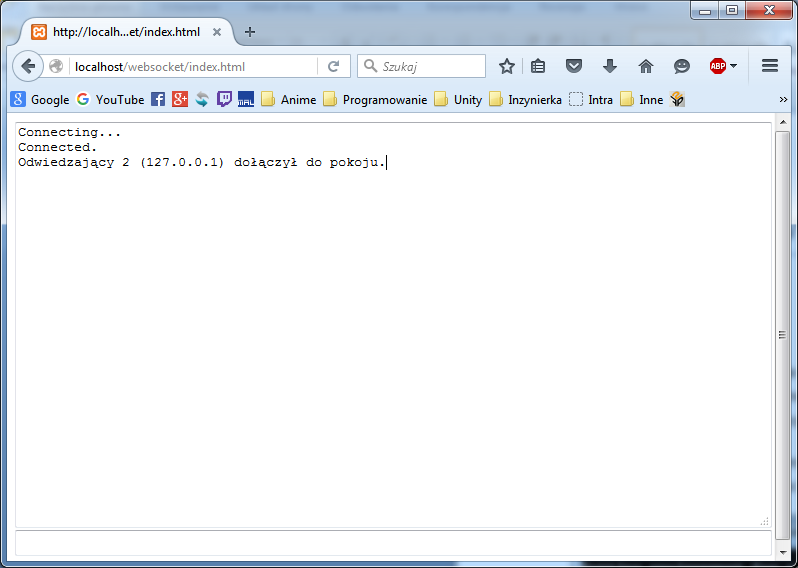 http://localh...et/index.html
localhost/websocket/index.html
Szukaj
ABP
Google YouTube Anime Programowanie Unity Inzynierka Intra Inne
Connecting...
Connected.
Odwiedzający 2 (127.0.0.1) dołączył do pokoju.